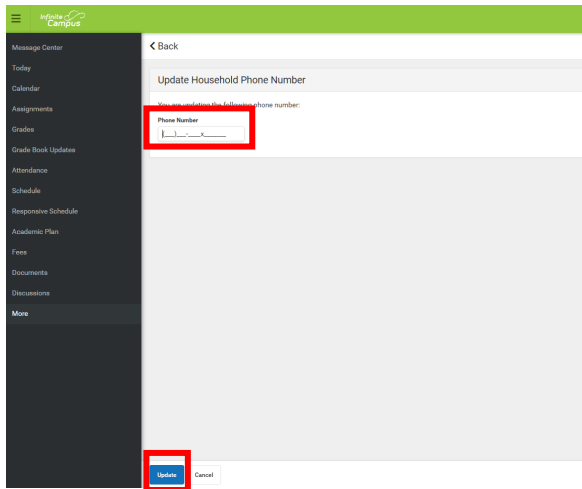 Infinite
Campus
Message Center
Today
Calendar
Assignments
Grades
Grade Book Updates
Attendance
Schedule
Responsive Schedule
Academic Plan
Fees
Documents
Discussions
More
Back
Update Household Phone Number
You are updating the following phone number:
Phone Number
(___)___-____x______
Update
Cancel